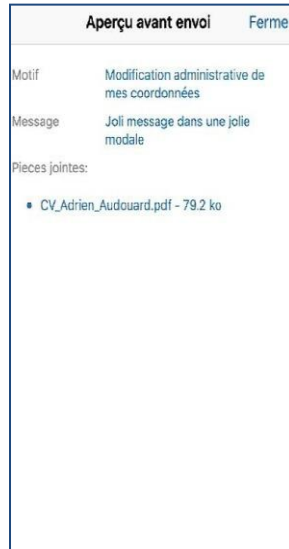 Aperçu avant envoi Ferme
Motif Modification administrative de
mes coordonnées
Message Joli message dans une jolie
modale
Pieces jointes:
• CV_Adrien_Audouard.pdf - 79.2 ko